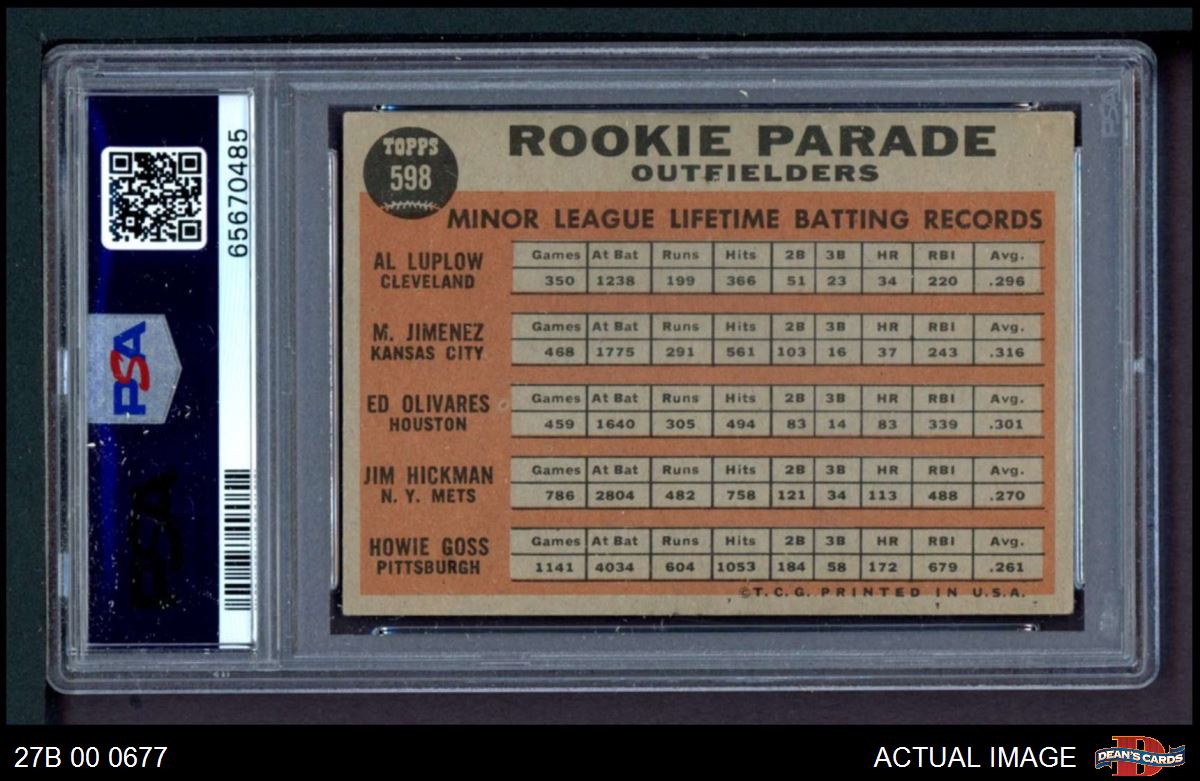 65670485
PSA
PSA
TOPPS
598
ROOKIE PARADE
OUTFIELDERS
MINOR LEAGUE LIFETIME BATTING RECORDS
AL LUPLOW
CLEVELAND
Games At Bat Runs Hits 2B 3B HR RBI Avg.
350 1238 199 366 51 23 34 220 .296
M. JIMENEZ
KANSAS CITY
Games At Bat Runs Hits 2B 3B HR RBI Avg.
468 1775 291 561 103 16 37 243 .316
ED OLIVARES
HOUSTON
Games At Bat Runs Hits 2B 3B HR RBI Avg.
459 1640 305 494 83 14 83 339 .301
JIM HICKMAN
N. Y. METS
Games At Bat Runs Hits 2B 3B HR RBI Avg.
786 2804 482 758 121 34 113 488 .270
HOWIE GOSS
PITTSBURGH
Games At Bat Runs Hits 2B 3B HR RBI Avg.
1141 4034 604 1053 184 58 172 679 .261
©T.C.G. PRINTED IN U.S.A.
27B 00 0677
ACTUAL IMAGE
D
DEAN'S CARDS